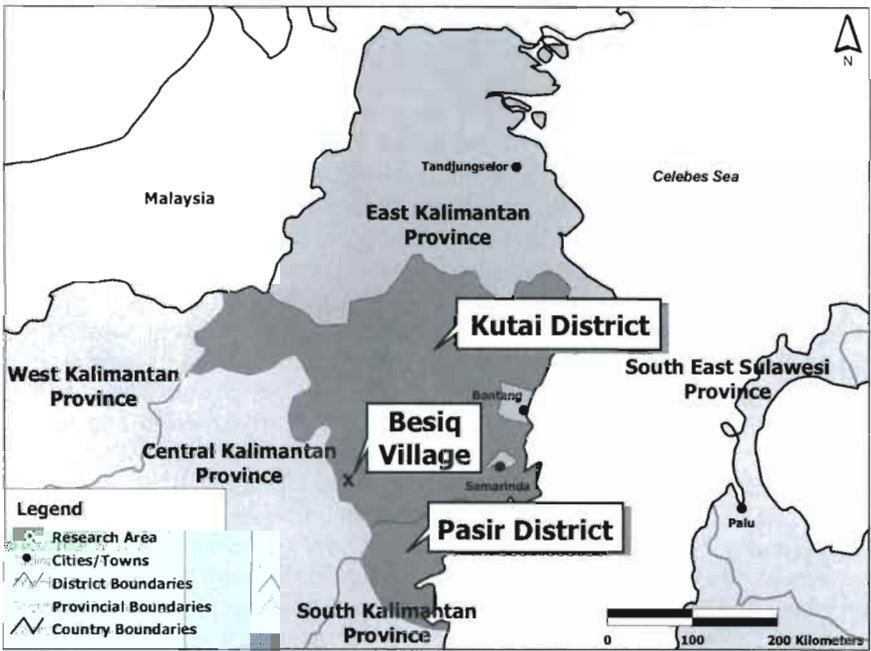 N
Tandjungselor
Celebes Sea
Malaysia
East Kalimantan
Province
Kutai District
South East Sulawesi
Province
West Kalimantan
Province
Bontang
Besiq
Village
Central Kalimantan
Province
X
Samarinda
Legend
Research Area
Cities/Towns
District Boundaries
Provincial Boundaries
Country Boundaries
Pasir District
Palu
South Kalimantan
Province
0 100 200 Kilometers